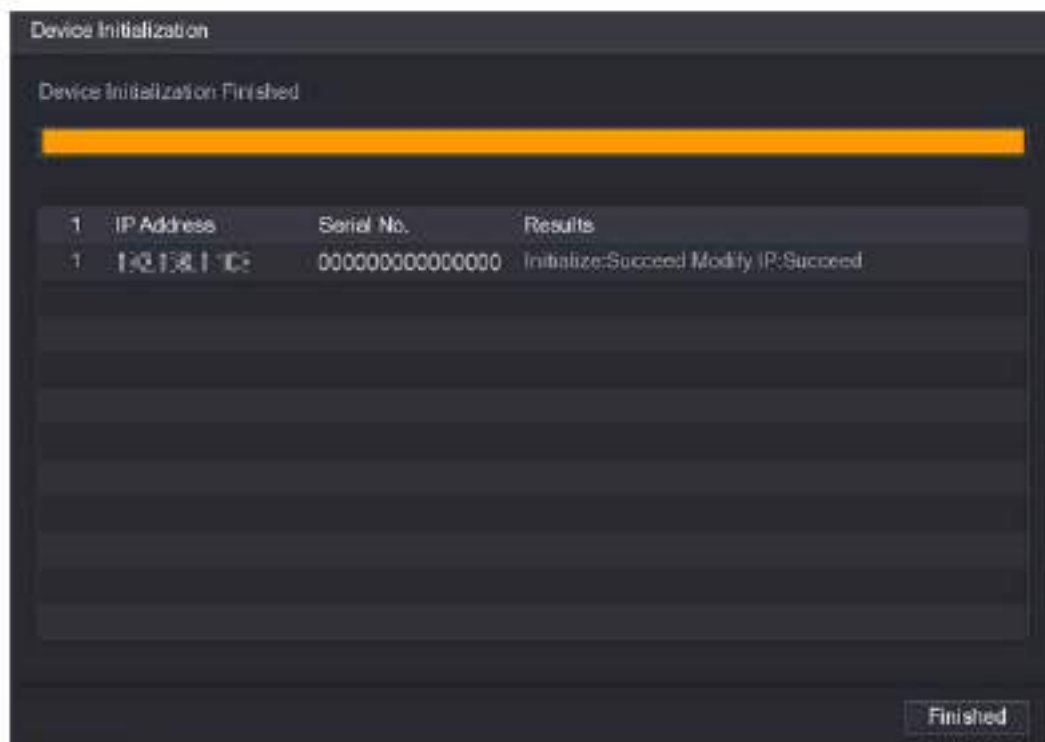 Device Initialization
Device Initialization Finished
1 IP Address Serial No. Results
1 000000000000000 Initialize:Succeed Modify IP:Succeed
Finished